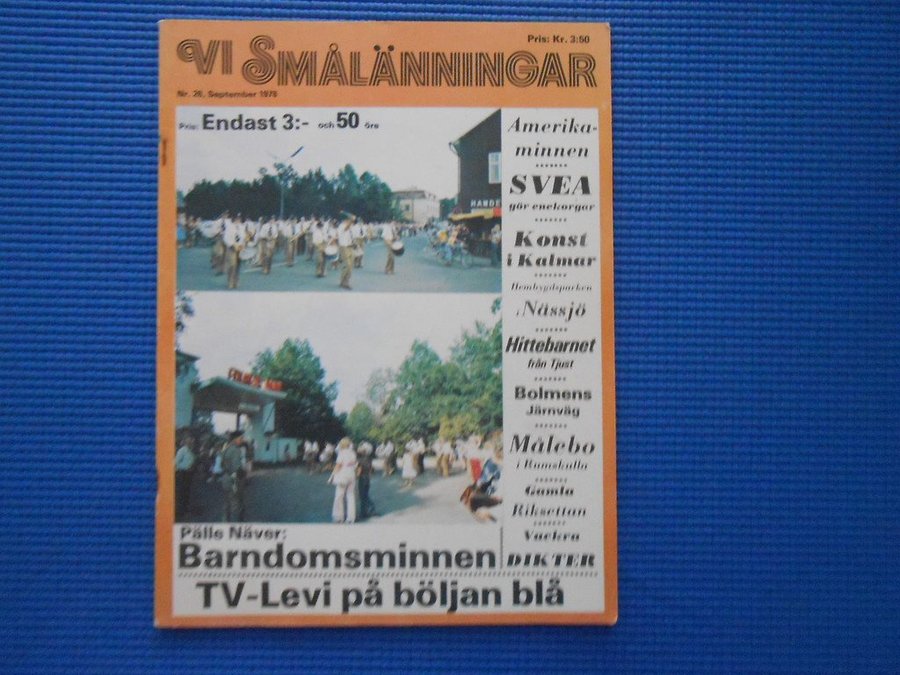 Pris: Kr. 3:50
VI SMÅLÄNNINGAR
Nr. 26, September 1978
Pris: Endast 3:- och 50 öre
HANDE
Amerika-
minnen
SVEA
gör enekorgar
Konst
i Kalmar
Hembygdsparken
i Nässjö
Hittebarnet
från Tjust
Bolmens
Järnväg
Målebo
i Rumskulla
Gamla
Riksettan
Vackra
DIKTER
Pälle Näver:
Barndomsminnen
TV-Levi på böljan blå